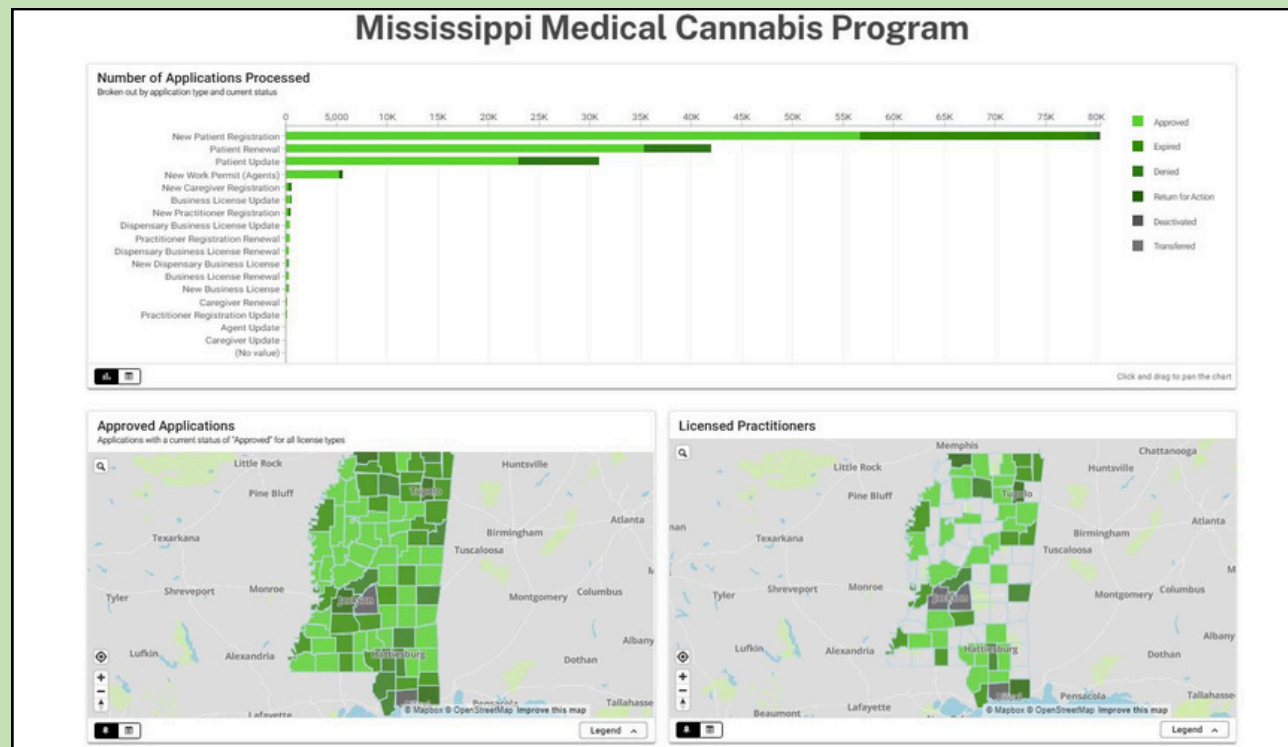 Mississippi Medical Cannabis Program
Number of Applications Processed
Broken out by application type and current status
0 5,000 10K 15K 20K 25K 30K 35K 40K 45K 50K 55K 60K 65K 70K 75K 80K
New Patient Registration
Patient Renewal
Patient Update
New Work Permit (Agents)
New Caregiver Registration
Business License Update
New Practitioner Registration
Dispensary Business License Update
Practitioner Registration Renewal
Dispensary Business License Renewal
New Dispensary Business License
Business License Renewal
New Business License
Caregiver Renewal
Practitioner Registration Update
Agent Update
Caregiver Update
(No value)
Approved
Expired
Denied
Return for Action
Deactivated
Transferred
Click and drag to pan the chart
Approved Applications
Applications with a current status of "Approved" for all license types
Little Rock
Huntsville
Pine Bluff
Tupelo
Atlanta
Birmingham
Texarkana
Tuscaloosa
M
Shreveport
Monroe
Columbus
Tyler
Jackson
Montgomery
Albany
Lufkin
Alexandria
Hattiesburg
Dothan
Pensacola
Tallahasse
© Mapbox © OpenStreetMap Improve this map
Lafayette
Legend
Licensed Practitioners
Memphis
Chattanooga
Little Rock
Huntsville
Pine Bluff
Tupelo
Atlanta
nan
Birmingham
Texarkana
Tuscaloosa
M
Shreveport
Monroe
Columbus
Tyler
Jackson
Montgomery
Albany
Lufkin
Alexandria
Hattiesburg
Dothan
Pensacola
Tallahasse
Beaumont
Lafayette
© Mapbox © OpenStreetMap Improve this map
Legend